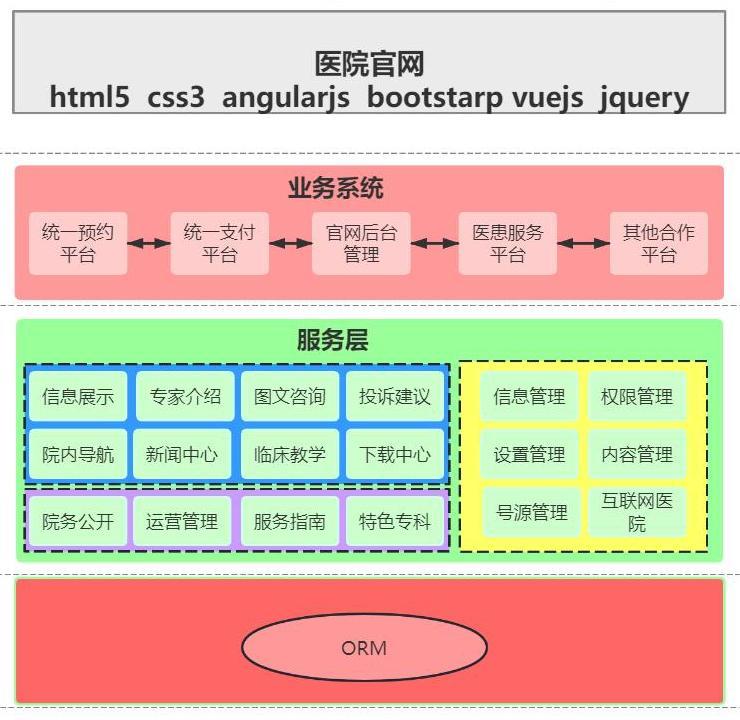 医院官网
html5 css3 angularjs bootstarp vuejs jquery
业务系统
统一预约
平台
统一支付
平台
官网后台
管理
医患服务
平台
其他合作
平台
服务层
信息展示
专家介绍
图文咨询
投诉建议
院内导航
新闻中心
临床教学
下载中心
院务公开
运营管理
服务指南
特色专科
信息管理
权限管理
设置管理
内容管理
号源管理
互联网医
院
ORM